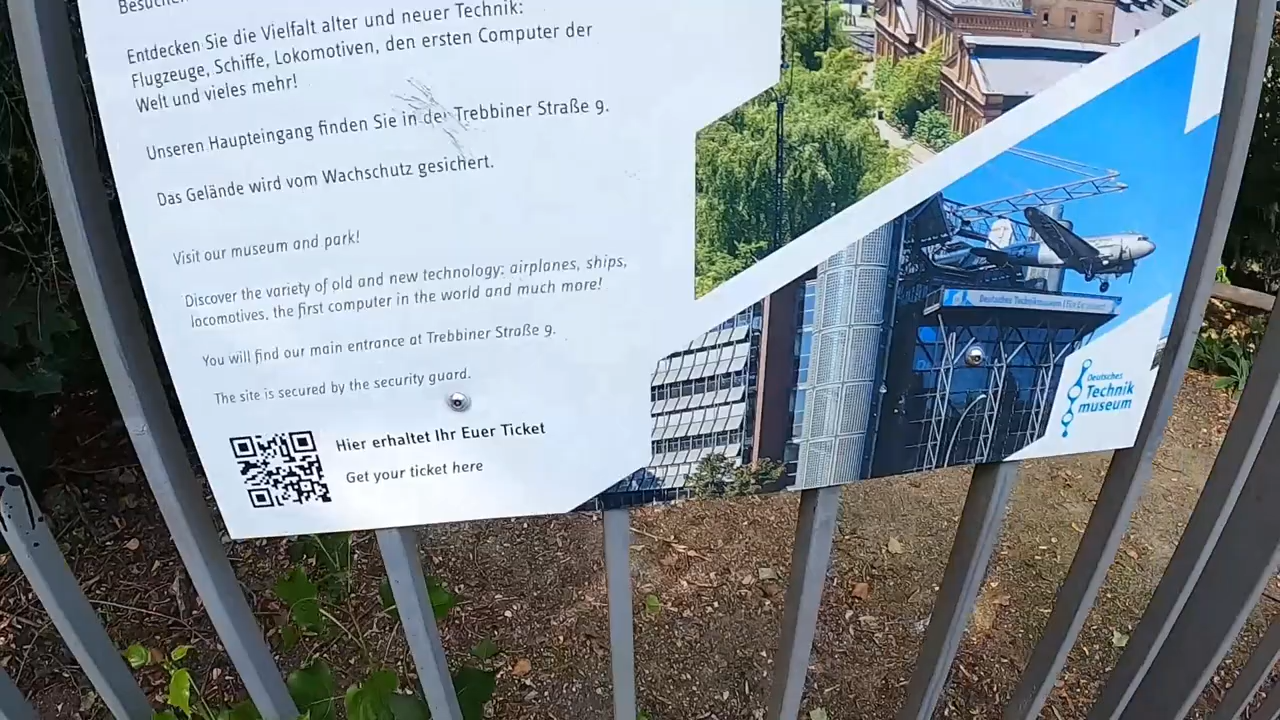 Besuchen
Entdecken Sie die Vielfalt alter und neuer Technik:
Flugzeuge, Schiffe, Lokomotiven, den ersten Computer der
Welt und vieles mehr!
Unseren Haupteingang finden Sie in der Trebbiner Straße 9.
Das Gelände wird vom Wachschutz gesichert.
Visit our museum and park!
Discover the variety of old and new technology: airplanes, ships,
locomotives, the first computer in the world and much more!
You will find our main entrance at Trebbiner Straße 9.
The site is secured by the security guard.
Hier erhaltet Ihr Euer Ticket
Get your ticket here
Deutsches Technikmuseum
Deutsches
Technik
museum